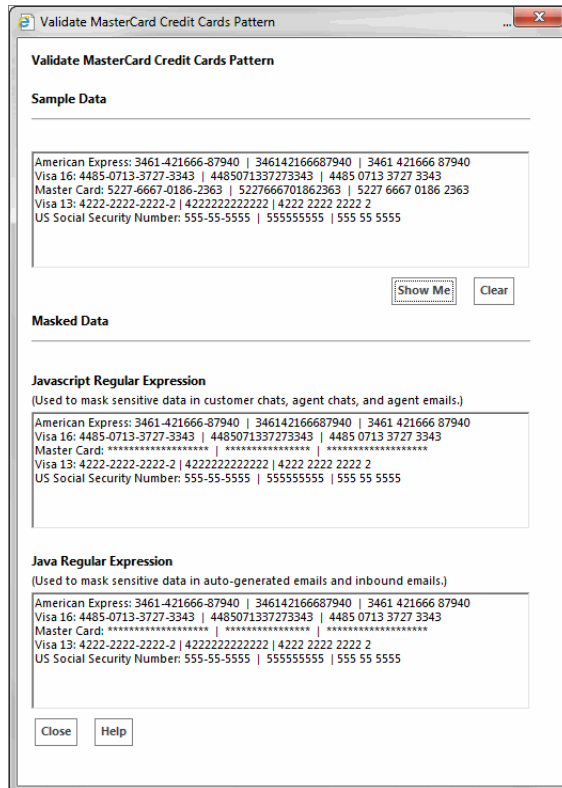 Validate MasterCard Credit Cards Pattern
...
x
Validate MasterCard Credit Cards Pattern
Sample Data
American Express: 3461-421666-87940 | 346142166687940 | 3461 421666 87940
Visa 16: 4485-0713-3727-3343 | 4485071337273343 | 4485 0713 3727 3343
Master Card: 5227-6667-0186-2363 | 5227666701862363 | 5227 6667 0186 2363
Visa 13: 4222-2222-2222-2 | 4222222222222 | 4222 2222 2222 2
US Social Security Number: 555-55-5555 | 555555555 | 555 55 5555
Show Me
Clear
Masked Data
Javascript Regular Expression
(Used to mask sensitive data in customer chats, agent chats, and agent emails.)
American Express: 3461-421666-87940 | 346142166687940 | 3461 421666 87940
Visa 16: 4485-0713-3727-3343 | 4485071337273343 | 4485 0713 3727 3343
Master Card: ******************* | **************** | *******************
Visa 13: 4222-2222-2222-2 | 4222222222222 | 4222 2222 2222 2
US Social Security Number: 555-55-5555 | 555555555 | 555 55 5555
Java Regular Expression
(Used to mask sensitive data in auto-generated emails and inbound emails.)
American Express: 3461-421666-87940 | 346142166687940 | 3461 421666 87940
Visa 16: 4485-0713-3727-3343 | 4485071337273343 | 4485 0713 3727 3343
Master Card: ******************* | **************** | *******************
Visa 13: 4222-2222-2222-2 | 4222222222222 | 4222 2222 2222 2
US Social Security Number: 555-55-5555 | 555555555 | 555 55 5555
Close
Help